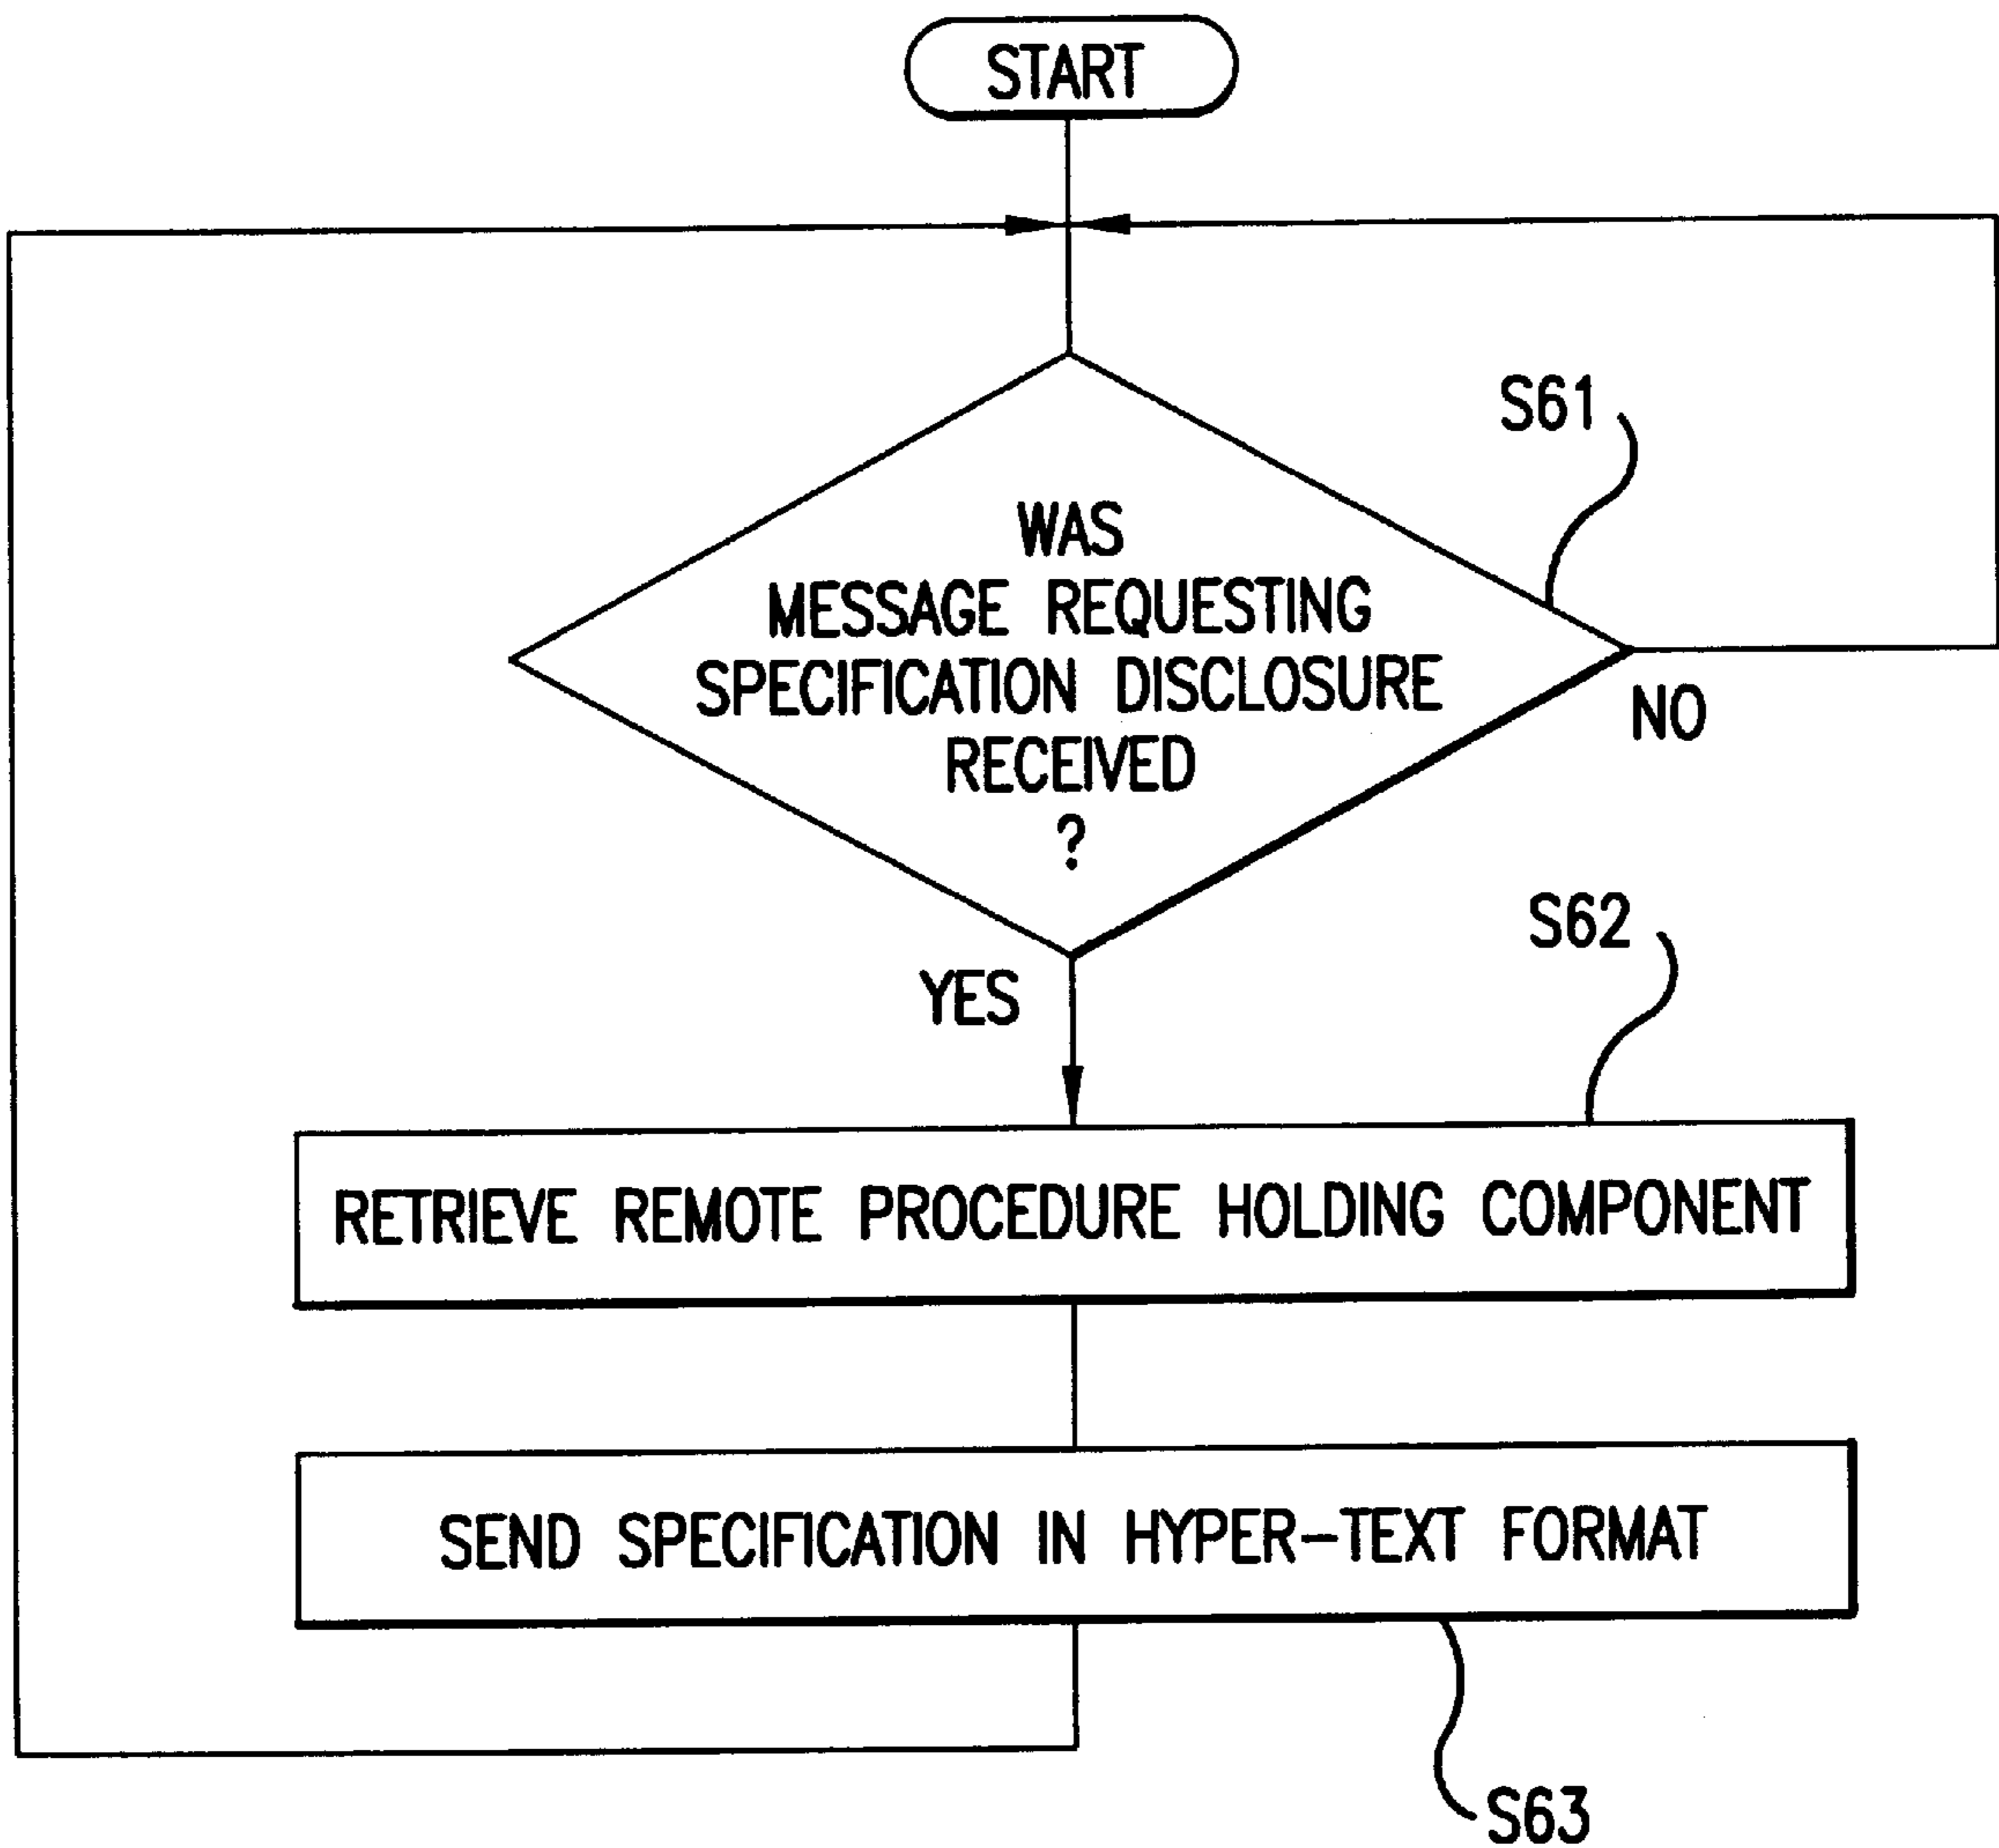 START
S61
WAS
MESSAGE REQUESTING
SPECIFICATION DISCLOSURE
RECEIVED
?
NO
YES
S62
RETRIEVE REMOTE PROCEDURE HOLDING COMPONENT
SEND SPECIFICATION IN HYPER-TEXT FORMAT
S63